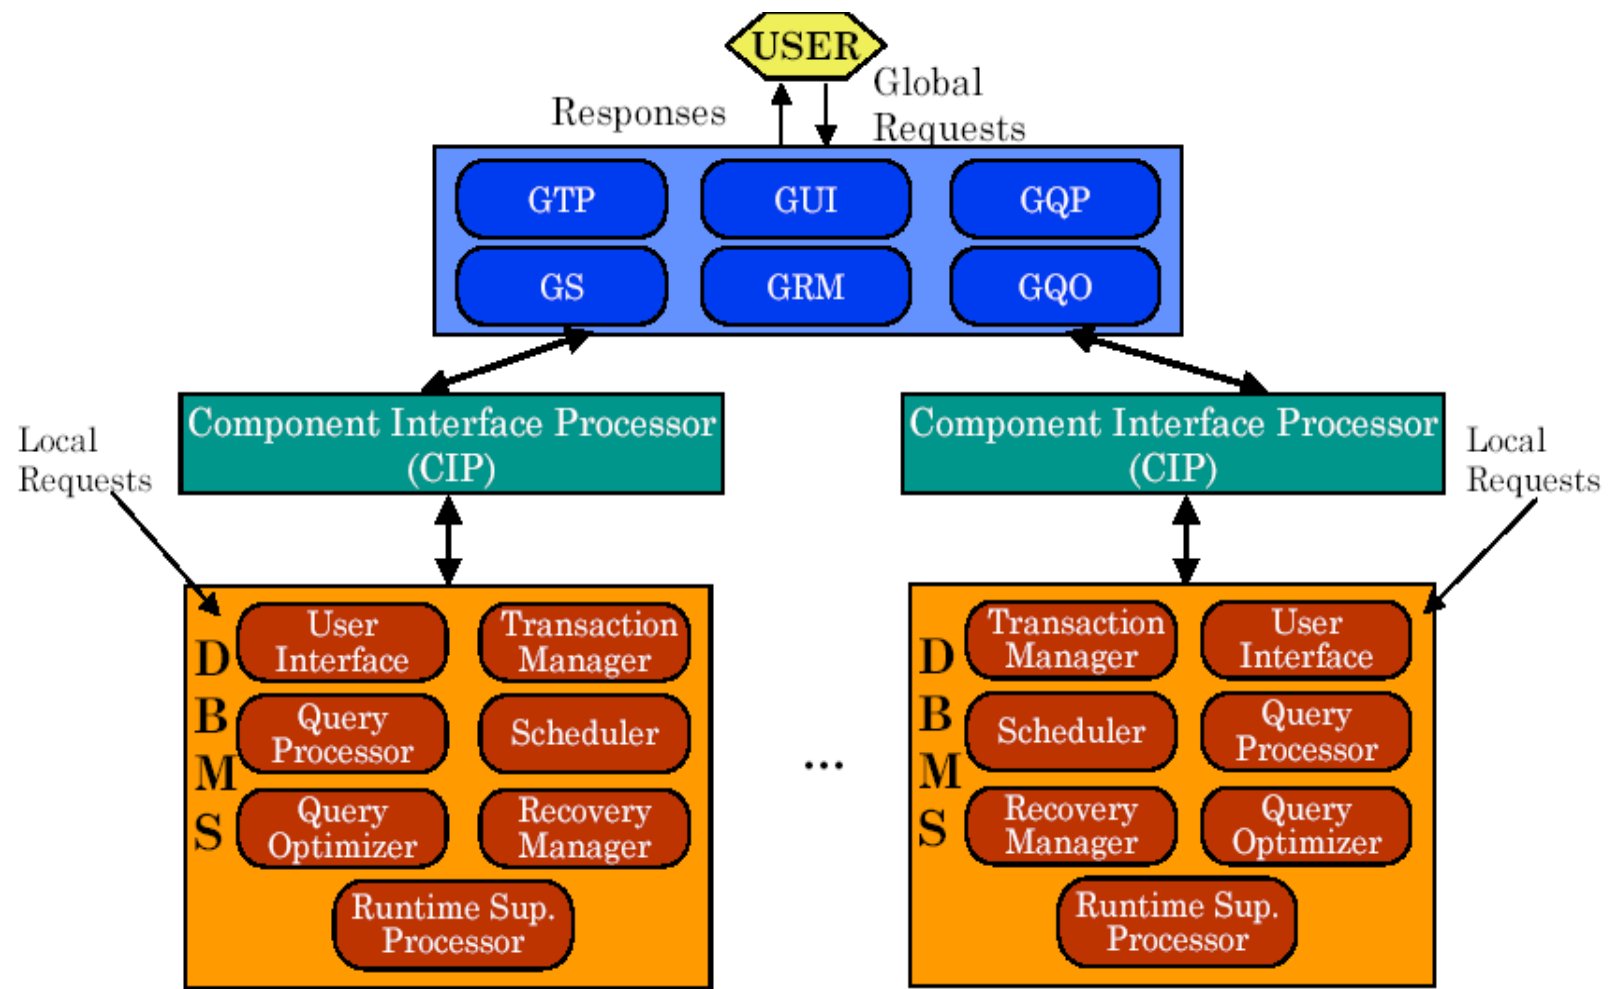 USER
Responses
Global
Requests
GTP
GUI
GQP
GS
GRM
GQO
Component Interface Processor
(CIP)
Component Interface Processor
(CIP)
Local
Requests
Local
Requests
D
B
M
S
User
Interface
Transaction
Manager
Query
Processor
Scheduler
Query
Optimizer
Recovery
Manager
Runtime Sup.
Processor
...
D
B
M
S
Transaction
Manager
User
Interface
Scheduler
Query
Processor
Recovery
Manager
Query
Optimizer
Runtime Sup.
Processor